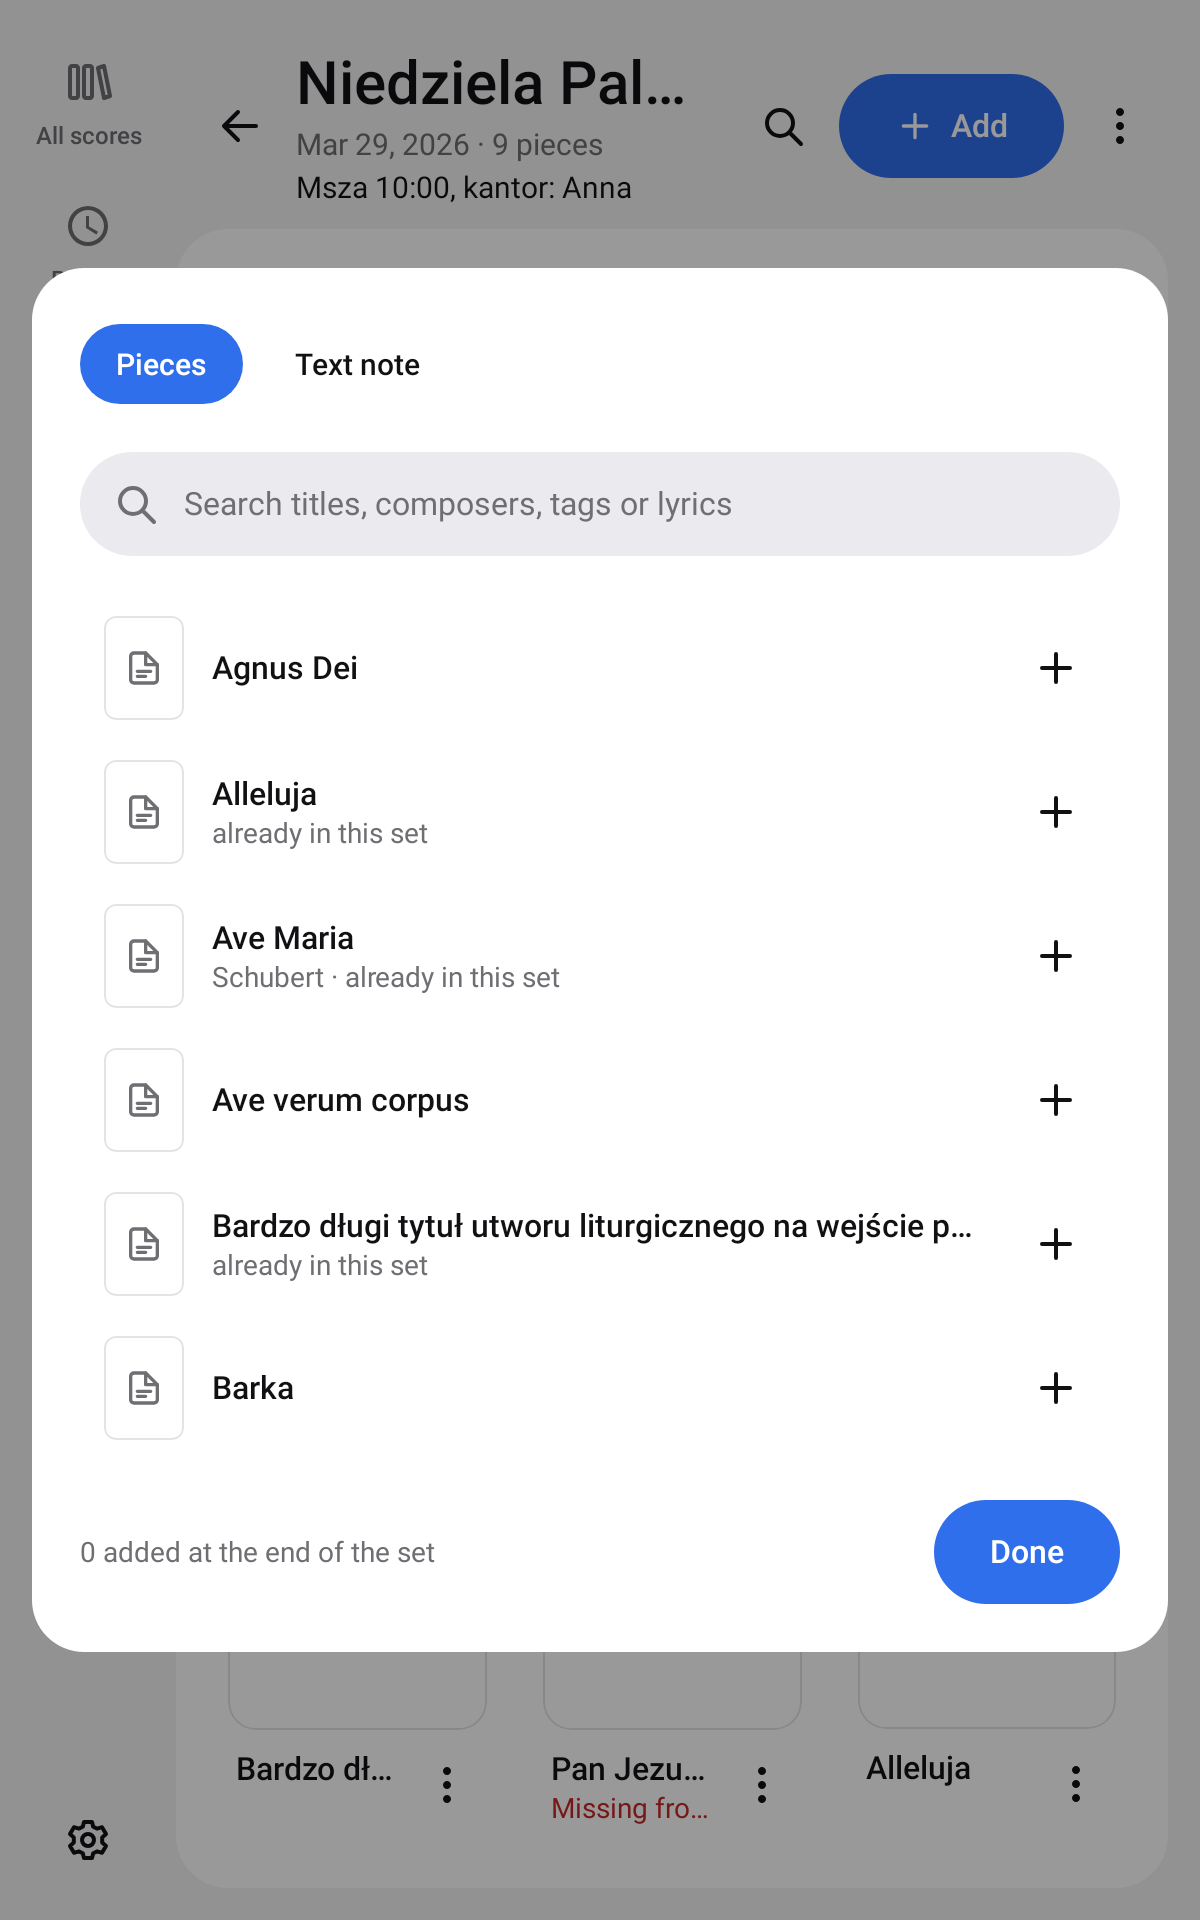 Niedziela Pal...
All scores
Mar 29, 2026 · 9 pieces
Add
Msza 10:00, kantor: Anna
Pieces
Text note
Search titles, composers, tags or lyrics
Agnus Dei
Alleluja
already in this set
Ave Maria
Schubert · already in this set
Ave verum corpus
Bardzo długi tytuł utworu liturgicznego na wejście p...
already in this set
Barka
0 added at the end of the set
Done
Bardzo dł...
Pan Jezu...
Alleluja
Missing fro...